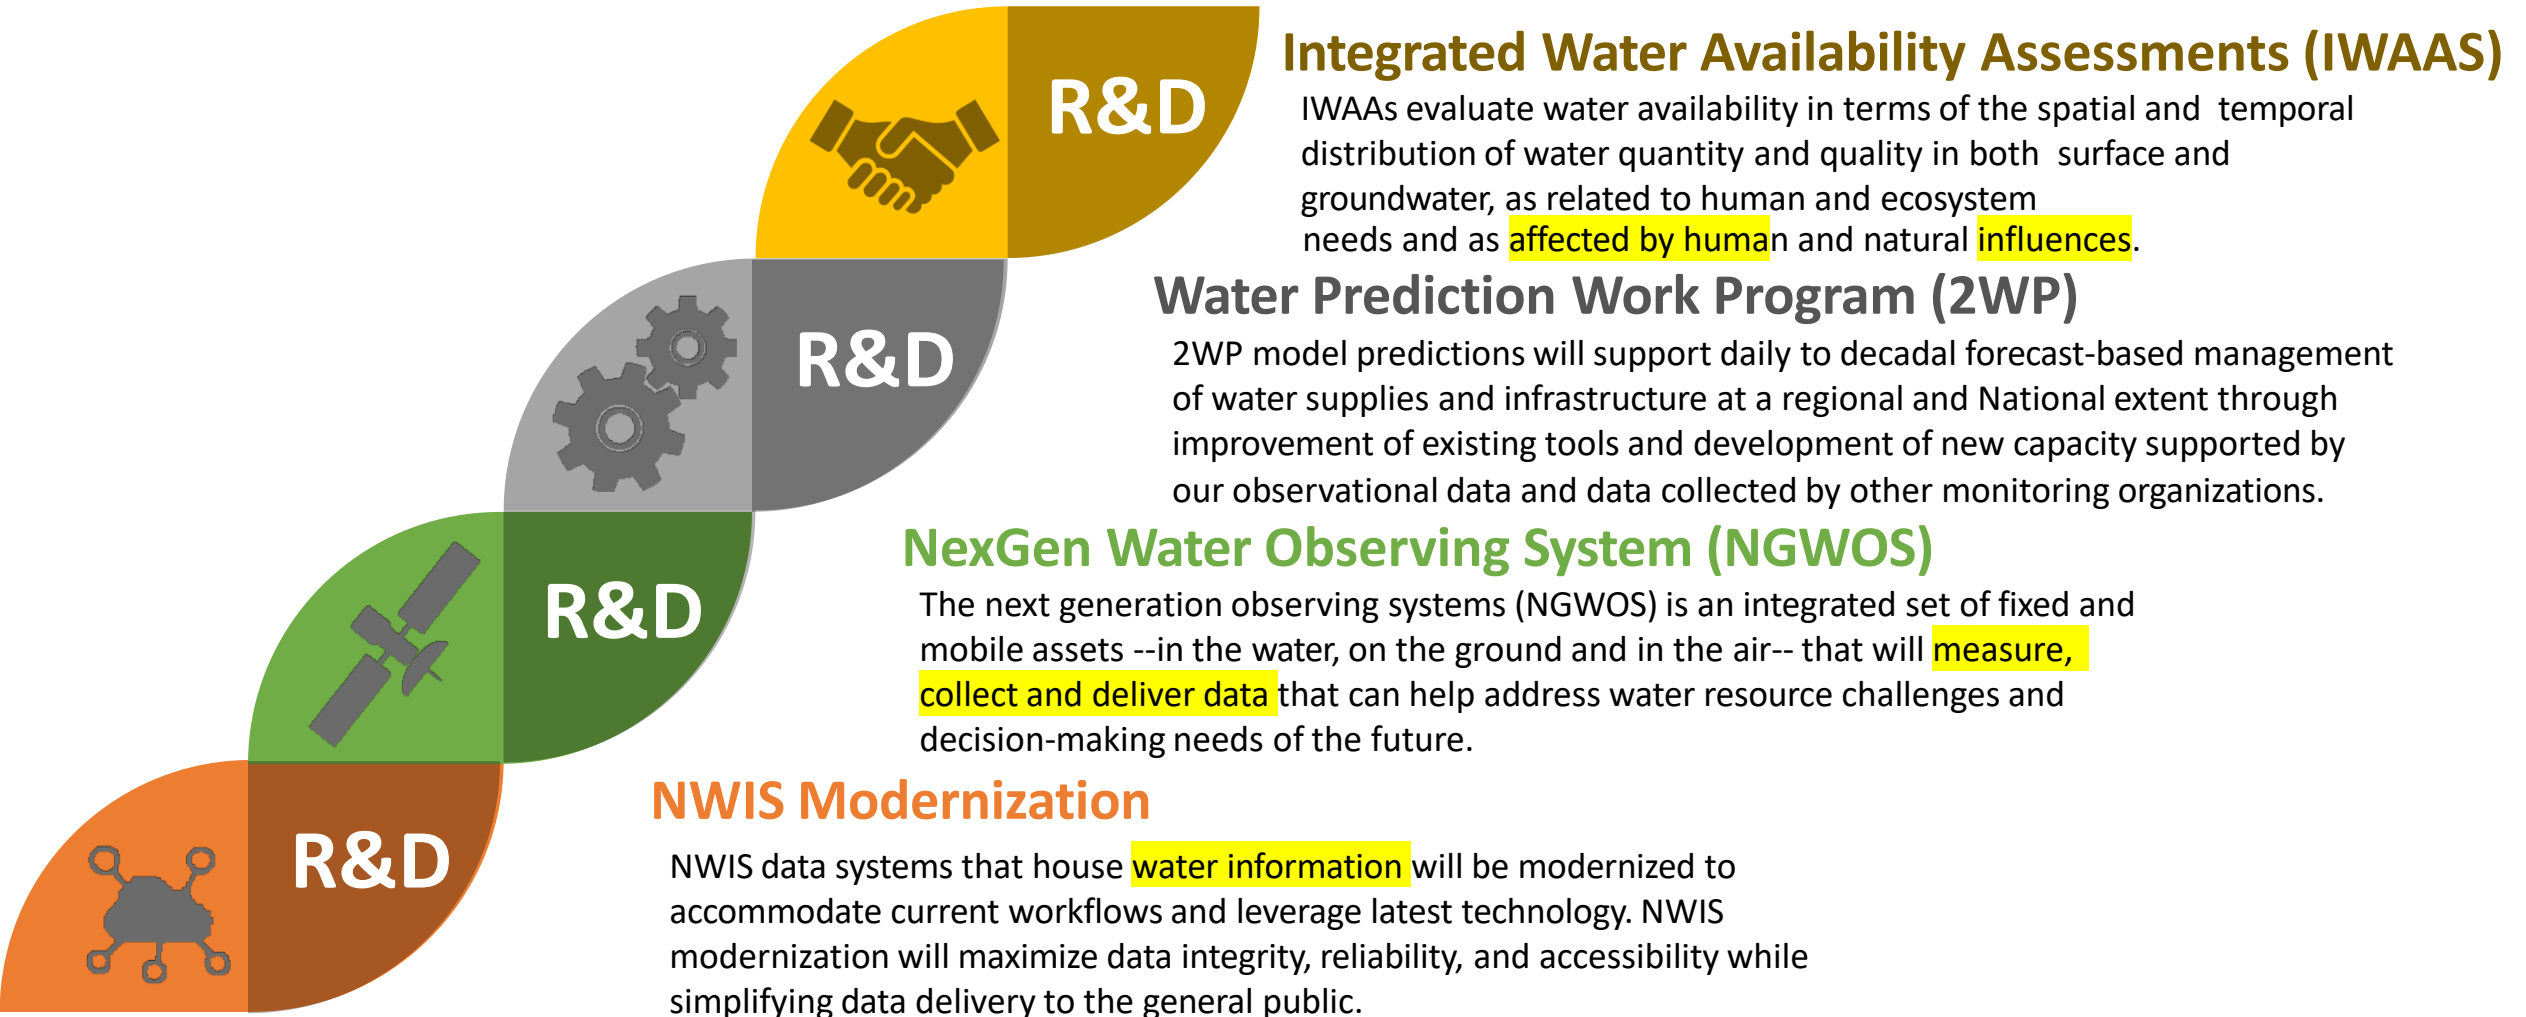 R&D
Integrated Water Availability Assessments (IWAAS)
IWAAs evaluate water availability in terms of the spatial and temporal
distribution of water quantity and quality in both surface and
groundwater, as related to human and ecosystem
needs and as affected by human and natural influences.
R&D
Water Prediction Work Program (2WP)
2WP model predictions will support daily to decadal forecast-based management
of water supplies and infrastructure at a regional and National extent through
improvement of existing tools and development of new capacity supported by
our observational data and data collected by other monitoring organizations.
R&D
NexGen Water Observing System (NGWOS)
The next generation observing systems (NGWOS) is an integrated set of fixed and
mobile assets --in the water, on the ground and in the air-- that will measure,
collect and deliver data that can help address water resource challenges and
decision-making needs of the future.
R&D
NWIS Modernization
NWIS data systems that house water information will be modernized to
accommodate current workflows and leverage latest technology. NWIS
modernization will maximize data integrity, reliability, and accessibility while
simplifying data delivery to the general public.